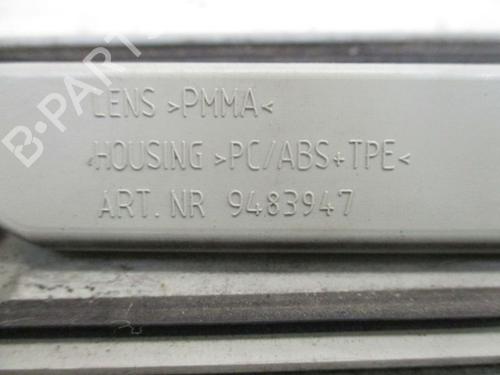 B-PARTS
LENS >PMMA<
HOUSING >PC/ABS+TPE<
ART.NR 9483947